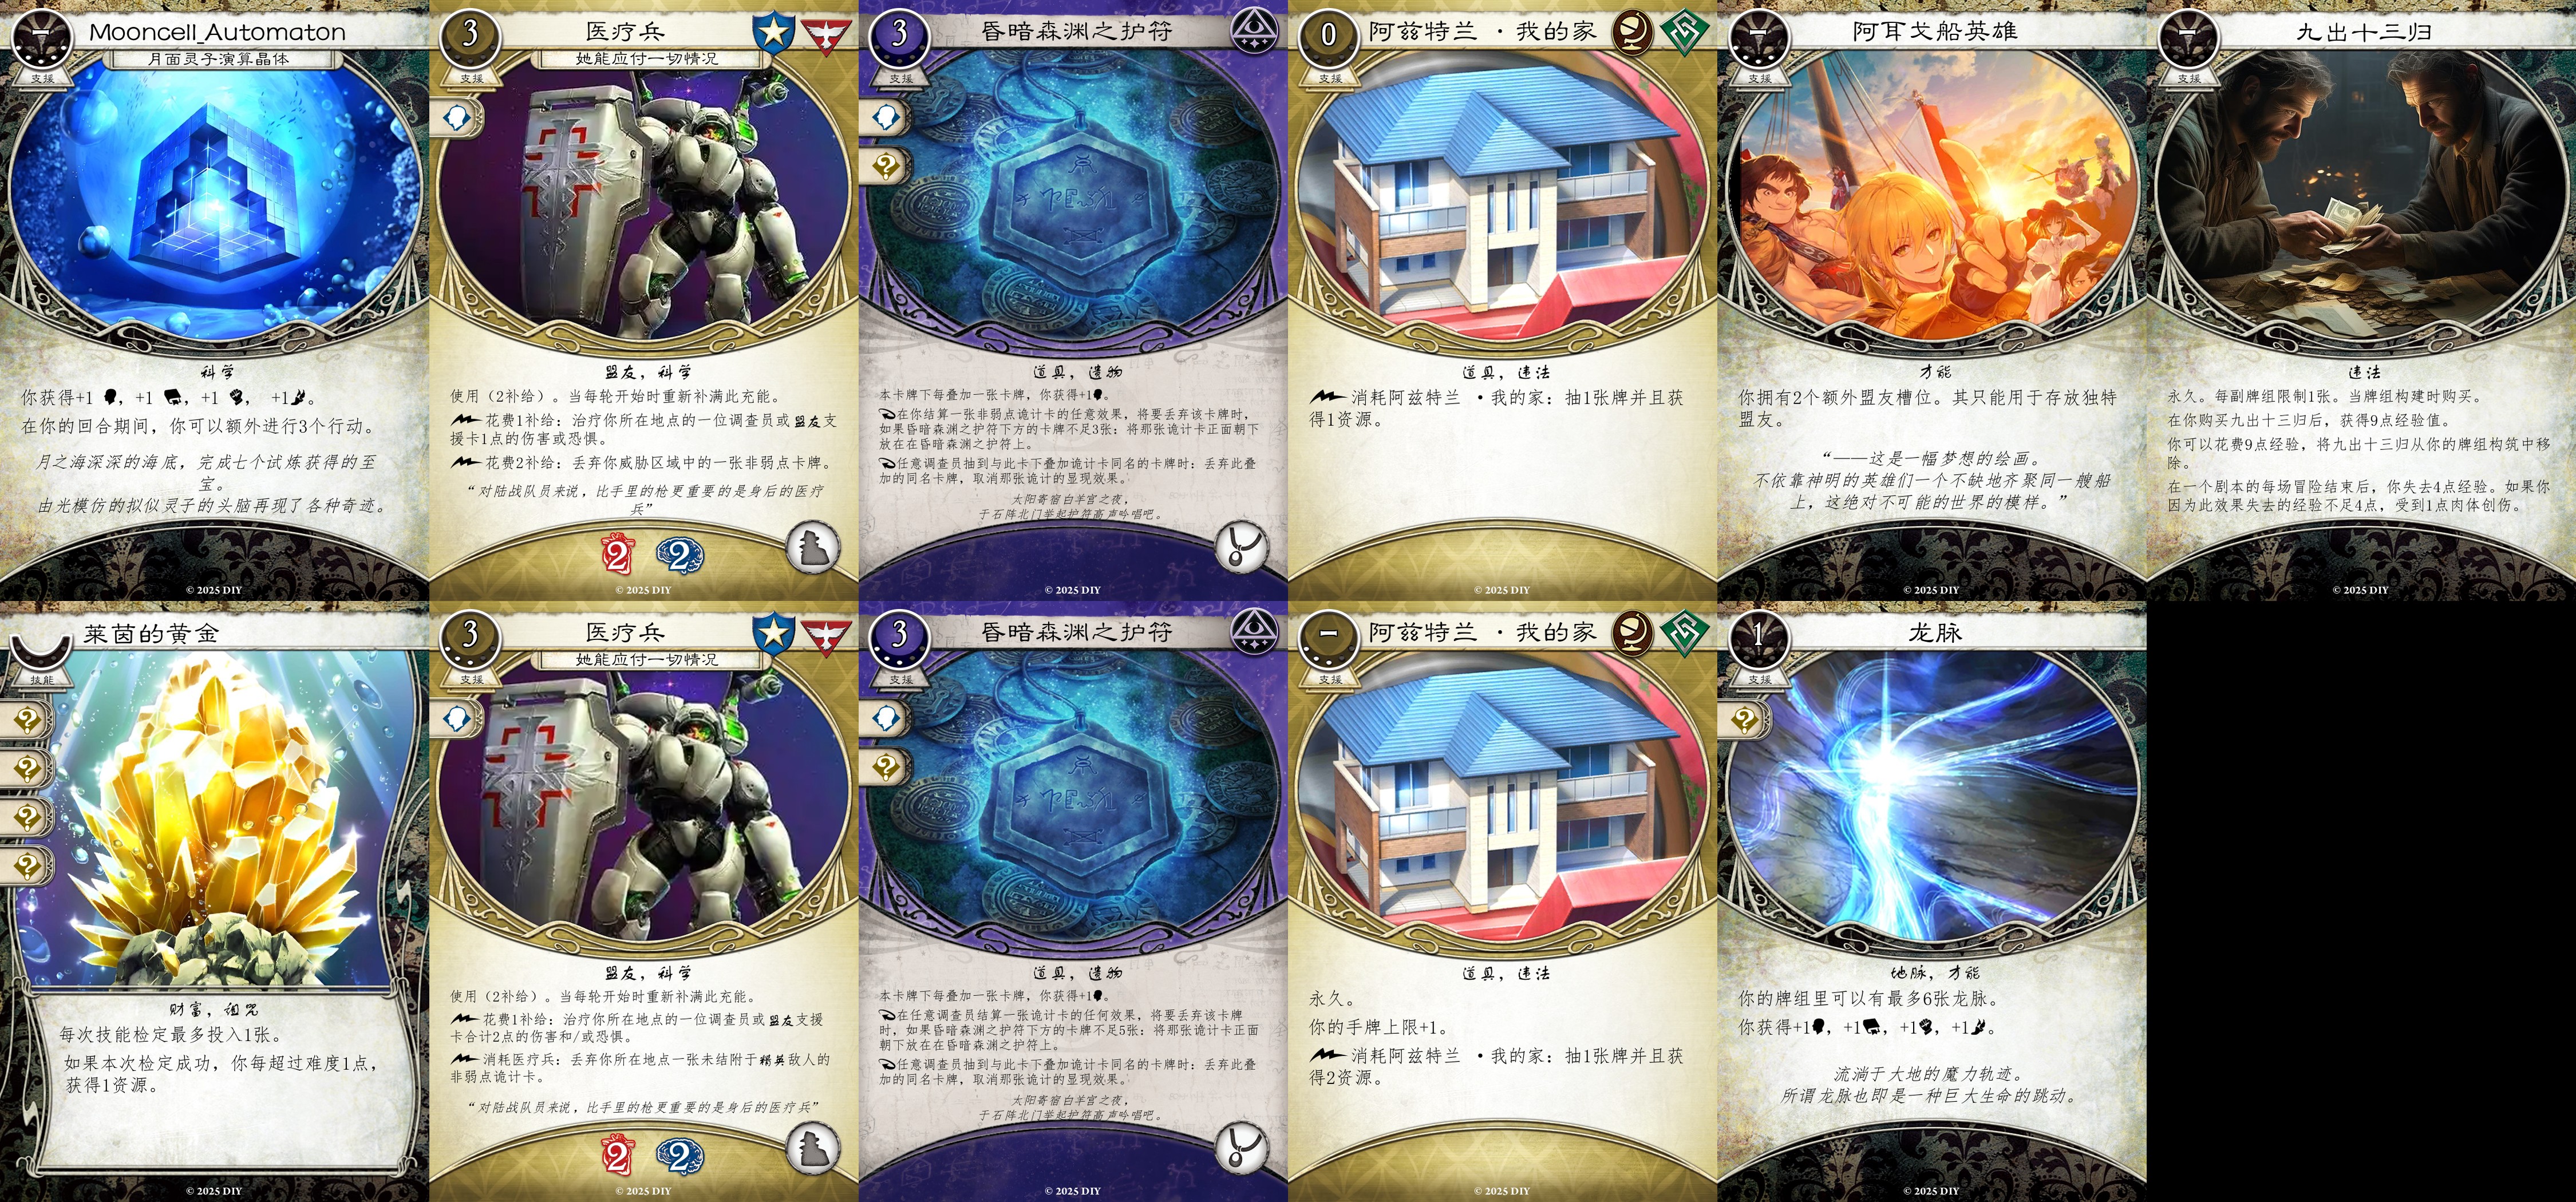 Mooncell_Automaton
月面灵子演算晶体
支援
科学
你获得+1，+1，+1，+1。
在你的回合期间，你可以额外进行3个行动。
月之海深深的海底，完成七个试炼获得的至
宝。
由光模仿的拟似灵子的头脑再现了各种奇迹。
© 2025 DIY
3
医疗兵
她能应付一切情况
支援
盟友，科学
使用（2补给）。当每轮开始时重新补满此充能。
花费1补给：治疗你所在地点的一位调查员或盟友支
援卡1点的伤害或恐惧。
花费2补给：丢弃你威胁区域中的一张非弱点卡牌。
“对陆战队员来说，比手里的枪更重要的是身后的医疗
兵”
2
2
© 2025 DIY
3
昏暗森渊之护符
支援
道具，遗物
本卡牌下每叠加一张卡牌，你获得+1。
在你结算一张非弱点诡计卡的任意效果，将要丢弃该卡牌时，
如果昏暗森渊之护符下方的卡牌不足3张：将那张诡计卡正面朝下
放在在昏暗森渊之护符上。
任意调查员抽到与此卡下叠加诡计卡同名的卡牌时：丢弃此叠
加的同名卡牌，取消那张诡计的显现效果。
太阳寄宿白羊宫之夜，
于石阵北门举起护符高声吟唱吧。
© 2025 DIY
0
阿兹特兰 ·我的家
支援
道具，违法
消耗阿兹特兰 ·我的家：抽1张牌并且获
得1资源。
© 2025 DIY
阿耳戈船英雄
支援
才能
你拥有2个额外盟友槽位。其只能用于存放独特
盟友。
“——这是一幅梦想的绘画。
不依靠神明的英雄们一个不缺地齐聚同一艘船
上，这绝对不可能的世界的模样。”
© 2025 DIY
九出十三归
支援
违法
永久。每副牌组限制1张。当牌组构建时购买。
在你购买九出十三归后，获得9点经验值。
你可以花费9点经验，将九出十三归从你的牌组构筑中移
除。
在一个剧本的每场冒险结束后，你失去4点经验。如果你
因为此效果失去的经验不足4点，受到1点肉体创伤。
© 2025 DIY
莱茵的黄金
技能
?
?
?
?
财富，诅咒
每次技能检定最多投入1张。
如果本次检定成功，你每超过难度1点，
获得1资源。
© 2025 DIY
3
医疗兵
她能应付一切情况
支援
盟友，科学
使用（2补给）。当每轮开始时重新补满此充能。
花费1补给：治疗你所在地点的一位调查员或盟友支援
卡合计2点的伤害和/或恐惧。
消耗医疗兵：丢弃你所在地点一张未结附于精英敌人的
非弱点诡计卡。
“对陆战队员来说，比手里的枪更重要的是身后的医疗兵”
2
2
© 2025 DIY
3
昏暗森渊之护符
支援
道具，遗物
本卡牌下每叠加一张卡牌，你获得+1。
在任意调查员结算一张诡计卡的任何效果，将要丢弃该卡牌
时，如果昏暗森渊之护符下方的卡牌不足5张：将那张诡计卡正面
朝下放在在昏暗森渊之护符上。
任意调查员抽到与此卡下叠加诡计卡同名的卡牌时：丢弃此叠
加的同名卡牌，取消那张诡计的显现效果。
太阳寄宿白羊宫之夜，
于石阵北门举起护符高声吟唱吧。
© 2025 DIY
阿兹特兰 ·我的家
支援
道具，违法
永久。
你的手牌上限+1。
消耗阿兹特兰 ·我的家：抽1张牌并且获
得2资源。
© 2025 DIY
1
龙脉
支援
?
地脉，才能
你的牌组里可以有最多6张龙脉。
你获得+1，+1，+1，+1。
流淌于大地的魔力轨迹。
所谓龙脉也即是一种巨大生命的跳动。
© 2025 DIY